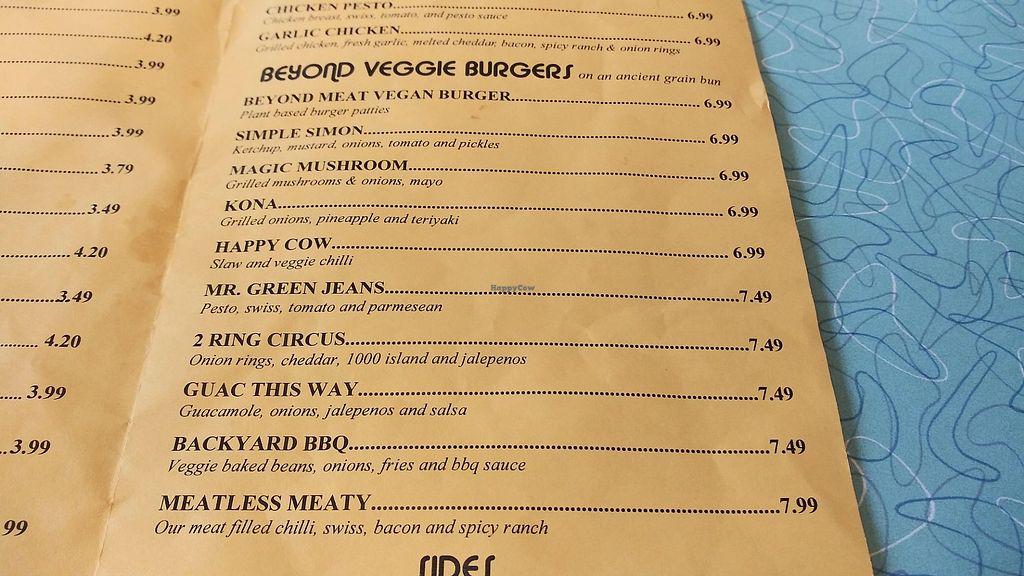 3.99
4.20
3.99
3.99
3.99
3.79
3.49
4.20
3.49
4.20
3.99
3.99
99
CHICKEN PESTO 6.99
Chicken breast, swiss, tomato, and pesto sauce
GARLIC CHICKEN 6.99
Grilled chicken, fresh garlic, melted cheddar, bacon, spicy ranch & onion rings
BEYOND VEGGIE BURGERS on an ancient grain bun
BEYOND MEAT VEGAN BURGER 6.99
Plant based burger patties
SIMPLE SIMON 6.99
Ketchup, mustard, onions, tomato and pickles
MAGIC MUSHROOM 6.99
Grilled mushrooms & onions, mayo
KONA 6.99
Grilled onions, pineapple and teriyaki
HAPPY COW 6.99
Slaw and veggie chilli
MR. GREEN JEANS 7.49
Pesto, swiss, tomato and parmesean
2 RING CIRCUS 7.49
Onion rings, cheddar, 1000 island and jalepenos
GUAC THIS WAY 7.49
Guacamole, onions, jalepenos and salsa
BACKYARD BBQ 7.49
Veggie baked beans, onions, fries and bbq sauce
MEATLESS MEATY 7.99
Our meat filled chilli, swiss, bacon and spicy ranch
SIDES
HappyCow